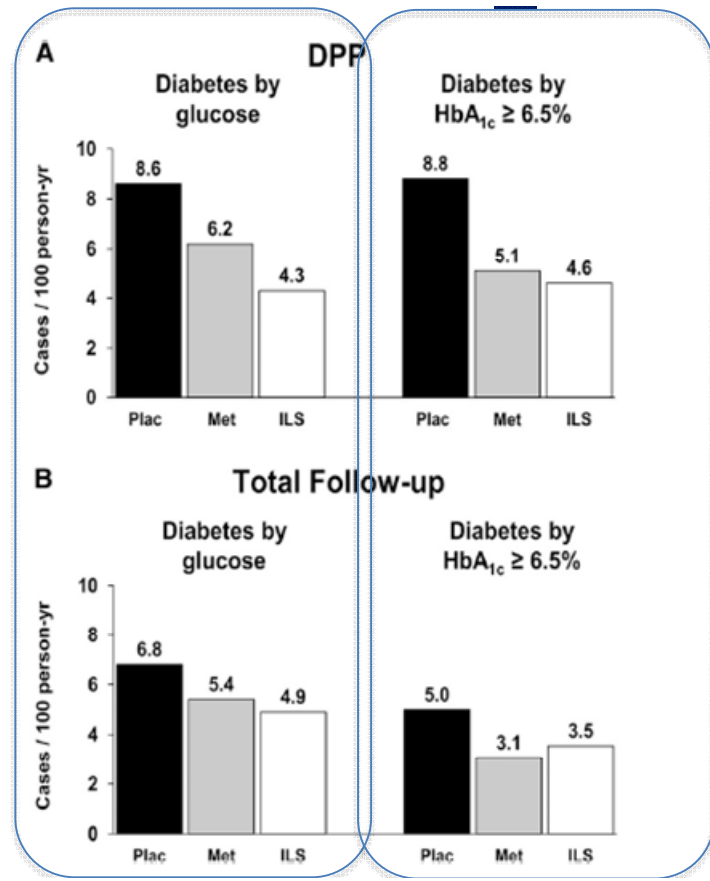 A
DPP
Diabetes by
glucose
Diabetes by
HbA1c ≥ 6.5%
Cases / 100 person-yr
10
8
6
4
2
0
8.6
6.2
4.3
8.8
5.1
4.6
Plac Met ILS
Plac Met ILS
B
Total Follow-up
Diabetes by
glucose
Diabetes by
HbA1c ≥ 6.5%
Cases / 100 person-yr
10
8
6
4
2
0
6.8
5.4
4.9
5.0
3.1
3.5
Plac Met ILS
Plac Met ILS